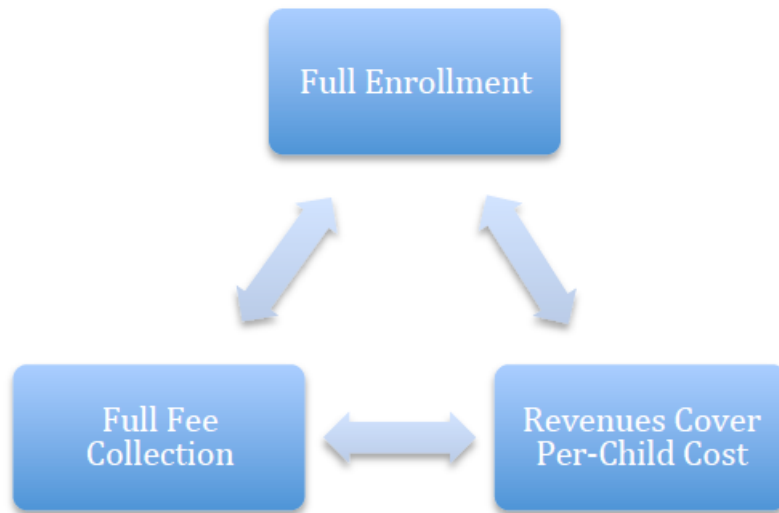 Full Enrollment
Full Fee
Collection
Revenues Cover
Per-Child Cost